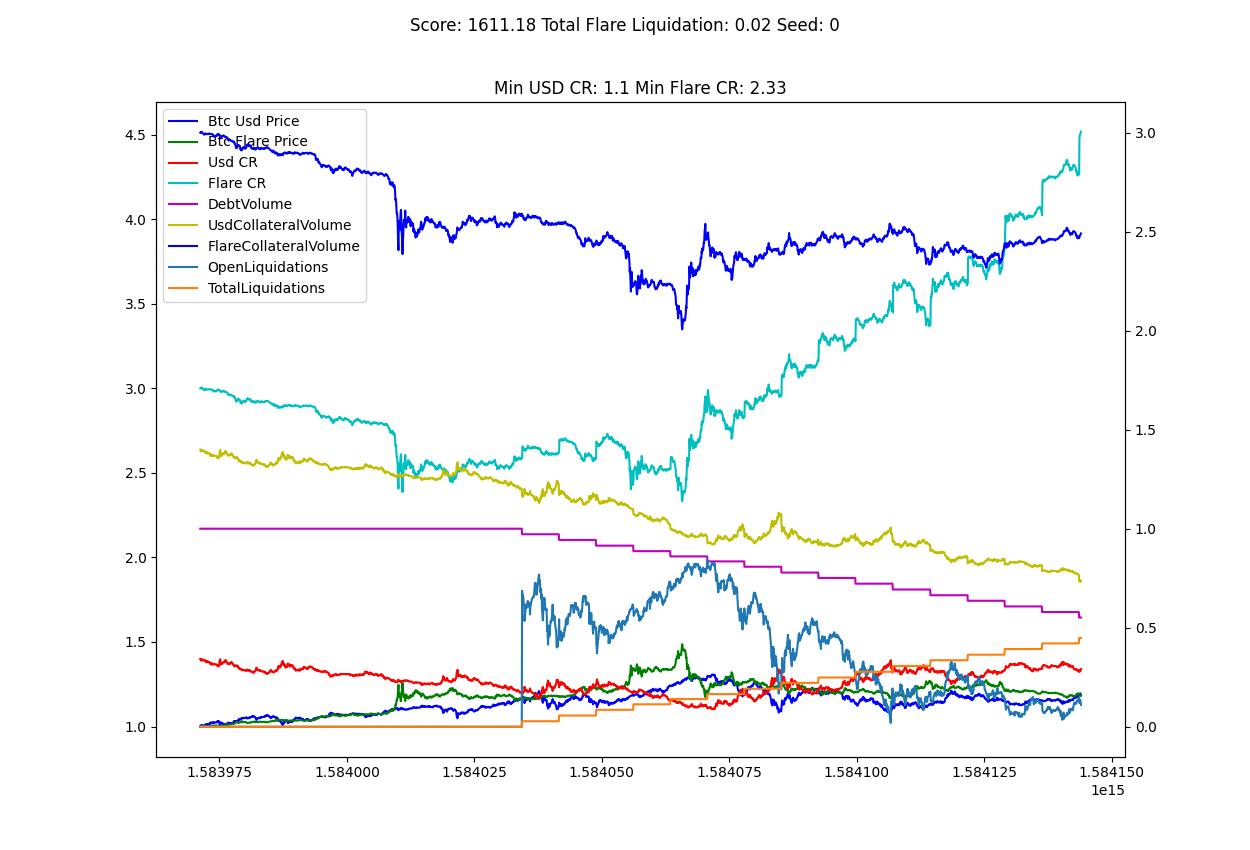 Score: 1611.18 Total Flare Liquidation: 0.02 Seed: 0
Min USD CR: 1.1 Min Flare CR: 2.33
Btc Usd Price
Btc Flare Price
Usd CR
Flare CR
DebtVolume
UsdCollateralVolume
FlareCollateralVolume
OpenLiquidations
TotalLiquidations
4.5
4.0
3.5
3.0
2.5
2.0
1.5
1.0
3.0
2.5
2.0
1.5
1.0
0.5
0.0
1.583975 1.584000 1.584025 1.584050 1.584075 1.584100 1.584125 1.584150
1e15